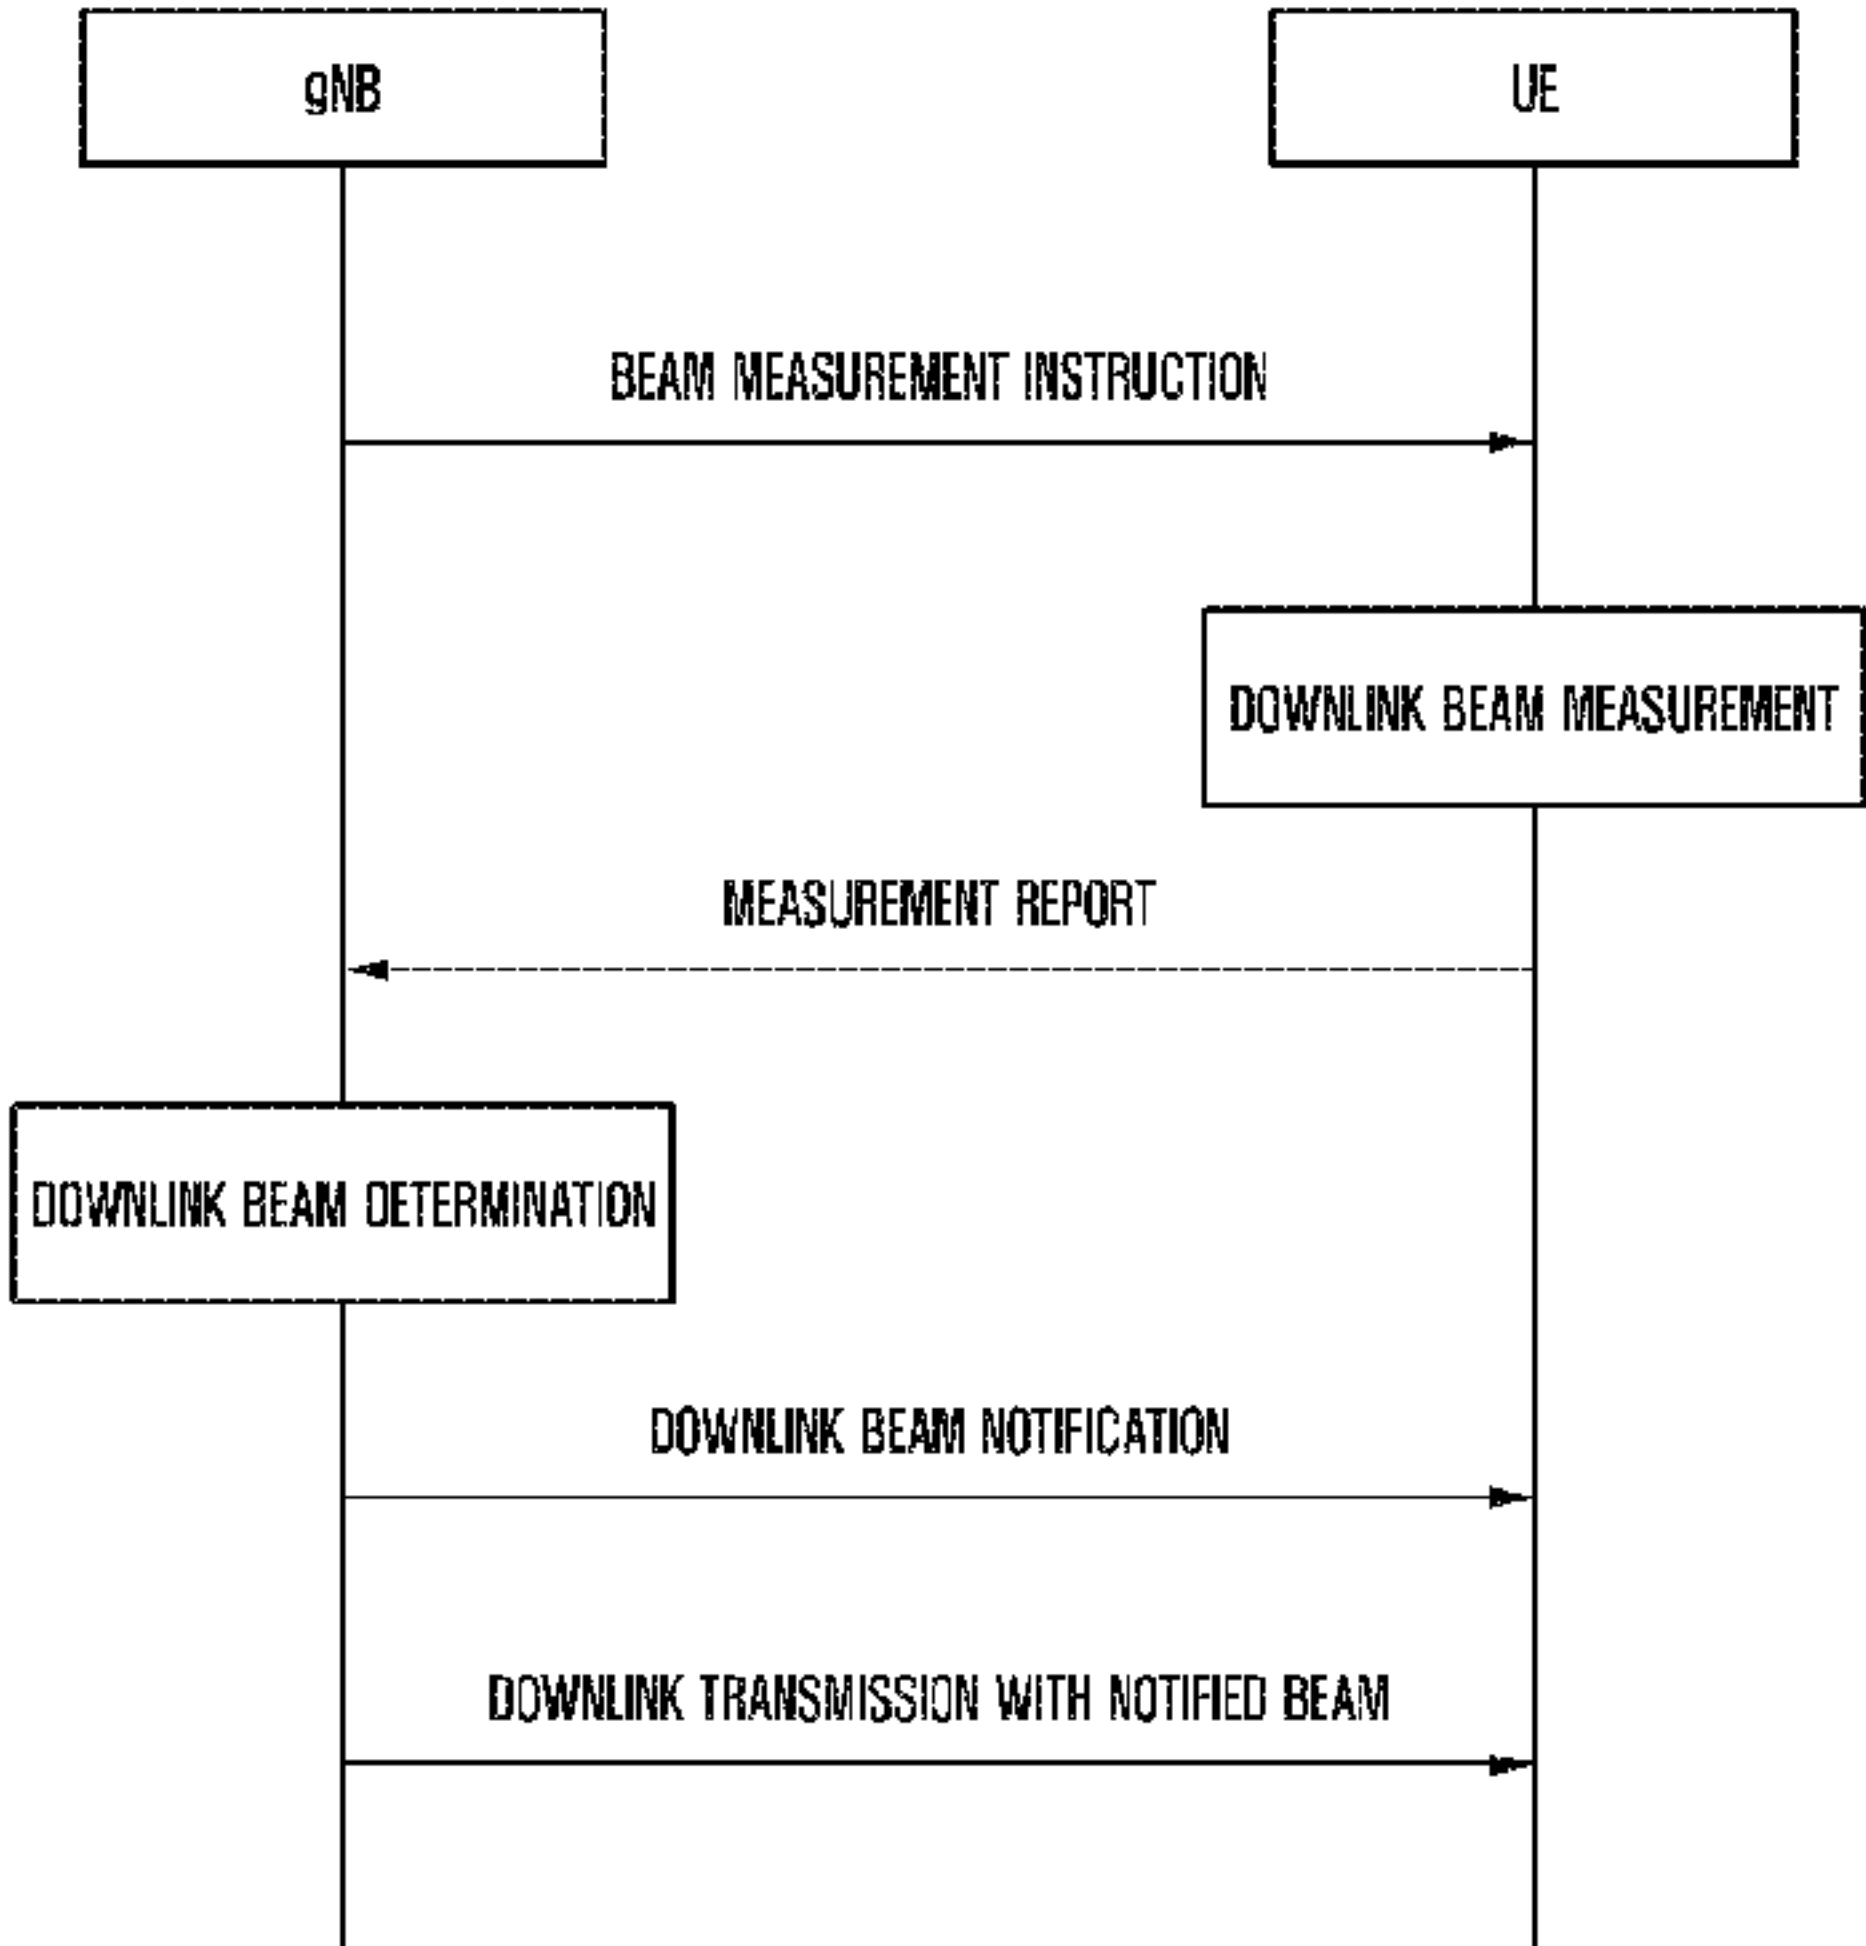 gNB
UE
BEAM MEASUREMENT INSTRUCTION
DOWNLINK BEAM MEASUREMENT
MEASUREMENT REPORT
DOWNLINK BEAM DETERMINATION
DOWNLINK BEAM NOTIFICATION
DOWNLINK TRANSMISSION WITH NOTIFIED BEAM